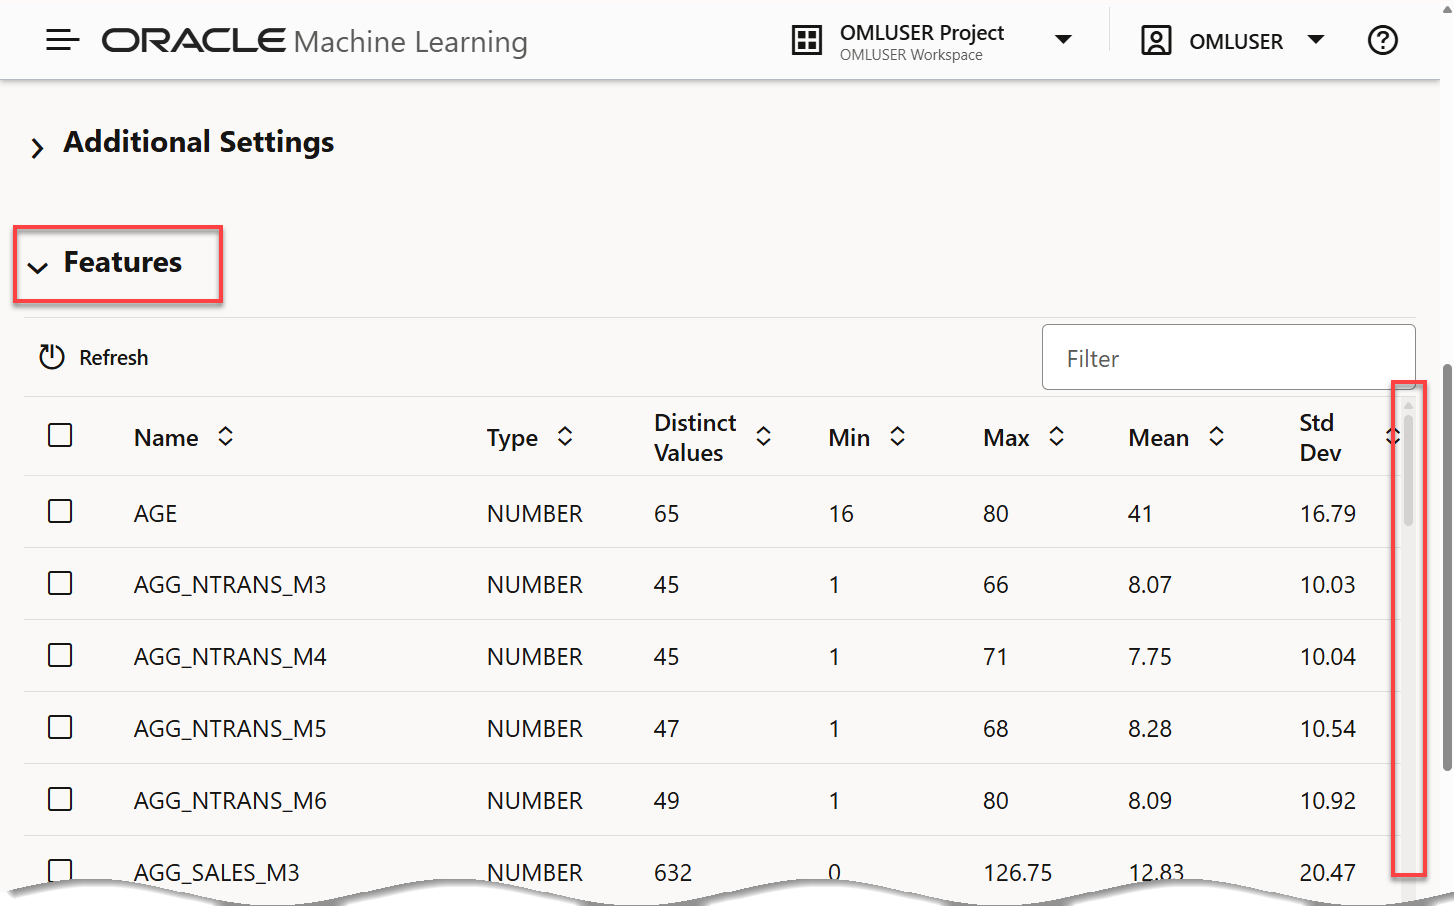 ORACLE Machine Learning
OMLUSER Project
OMLUSER Workspace
OMLUSER
Additional Settings
Features
Refresh
Filter
Name Type Distinct Values Min Max Mean Std Dev
AGE NUMBER 65 16 80 41 16.79
AGG_NTRANS_M3 NUMBER 45 1 66 8.07 10.03
AGG_NTRANS_M4 NUMBER 45 1 71 7.75 10.04
AGG_NTRANS_M5 NUMBER 47 1 68 8.28 10.54
AGG_NTRANS_M6 NUMBER 49 1 80 8.09 10.92
AGG_SALES_M3 NUMBER 632 0 126.75 12.83 20.47